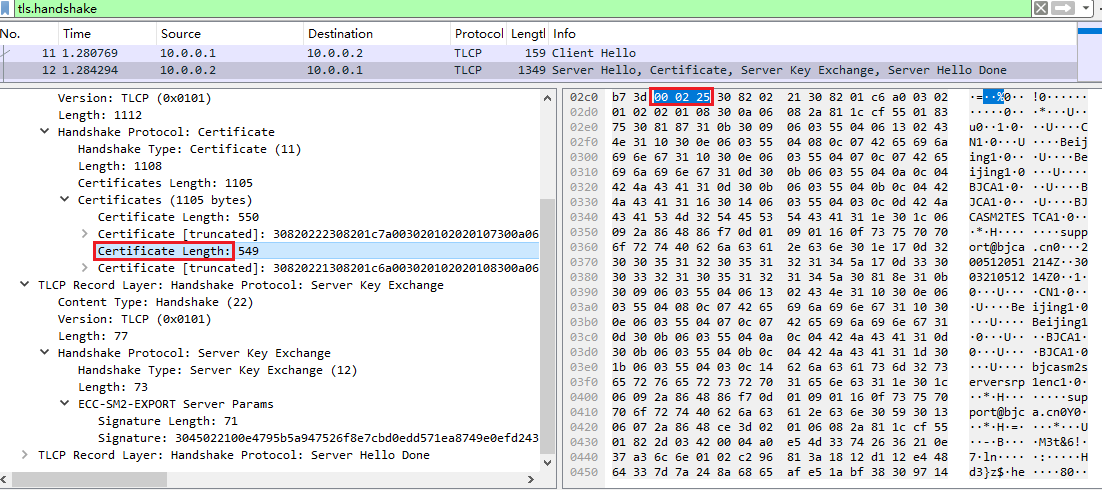 tls.handshake
No. Time Source Destination Protocol Lengtl Info
11 1.280769 10.0.0.1 10.0.0.2 TLCP 159 Client Hello
12 1.284294 10.0.0.2 10.0.0.1 TLCP 1349 Server Hello, Certificate, Server Key Exchange, Server Hello Done
Version: TLCP (0x0101)
Length: 1112
Handshake Protocol: Certificate
Handshake Type: Certificate (11)
Length: 1108
Certificates Length: 1105
Certificates (1105 bytes)
Certificate Length: 550
Certificate [truncated]: 30820222308201c7a003020102020107300a06
Certificate Length: 549
Certificate [truncated]: 30820221308201c6a003020102020108300a06
TLCP Record Layer: Handshake Protocol: Server Key Exchange
Content Type: Handshake (22)
Version: TLCP (0x0101)
Length: 77
Handshake Protocol: Server Key Exchange
Handshake Type: Server Key Exchange (12)
Length: 73
ECC-SM2-EXPORT Server Params
Signature Length: 71
Signature: 3045022100e4795b5a947526f8e7cbd0edd571ea8749e0efd243
TLCP Record Layer: Handshake Protocol: Server Hello Done
02c0 b7 3d 00 02 25 30 82 02 21 30 82 01 c6 a0 03 02 ·=··%0·· !0······
02d0 01 02 02 01 08 30 0a 06 08 2a 81 1c cf 55 01 83 ·····0·· ·*···U··
02e0 75 30 81 87 31 0b 30 09 06 03 55 04 06 13 02 43 u0··1·0· ··U····C
02f0 4e 31 10 30 0e 06 03 55 04 08 0c 07 42 65 69 6a N1·0···U ····Beij
0300 69 6e 67 31 10 30 0e 06 03 55 04 07 0c 07 42 65 ing1·0·· ·U····Be
0310 69 6a 69 6e 67 31 0d 30 0b 06 03 55 04 0a 0c 04 ijing1·0 ···U····
0320 42 4a 43 41 31 0d 30 0b 06 03 55 04 0b 0c 04 42 BJCA1·0· ··U····B
0330 4a 43 41 31 16 30 14 06 03 55 04 03 0c 0d 42 4a JCA1·0·· ·U····BJ
0340 43 41 53 4d 32 54 45 53 54 43 41 31 1e 30 1c 06 CASM2TES TCA1·0··
0350 09 2a 86 48 86 f7 0d 01 09 01 16 0f 73 75 70 70 ·*·H···· ····supp
0360 6f 72 74 40 62 6a 63 61 2e 63 6e 30 1e 17 0d 32 ort@bjca .cn0···2
0370 30 30 35 31 32 30 35 31 32 31 34 5a 17 0d 33 30 00512051 214Z··30
0380 30 33 32 31 30 35 31 32 31 34 5a 30 81 8e 31 0b 03210512 14Z0··1·
0390 30 09 06 03 55 04 06 13 02 43 4e 31 10 30 0e 06 0···U··· ·CN1·0··
03a0 03 55 04 08 0c 07 42 65 69 6a 69 6e 67 31 10 30 ·U····Be ijing1·0
03b0 0e 06 03 55 04 07 0c 07 42 65 69 6a 69 6e 67 31 ···U···· Beijing1
03c0 0d 30 0b 06 03 55 04 0a 0c 04 42 4a 43 41 31 0d ·0···U·· ··BJCA1·
03d0 30 0b 06 03 55 04 0b 0c 04 42 4a 43 41 31 1d 30 0···U··· ·BJCA1·0
03e0 1b 06 03 55 04 03 0c 14 62 6a 63 61 73 6d 32 73 ···U···· bjcasm2s
03f0 65 72 76 65 72 73 72 70 31 65 6e 63 31 1e 30 1c erversrp 1enc1·0·
0400 06 09 2a 86 48 86 f7 0d 01 09 01 16 0f 73 75 70 ··*·H··· ·····sup
0410 70 6f 72 74 40 62 6a 63 61 2e 63 6e 30 59 30 13 port@bjc a.cn0Y0·
0420 06 07 2a 86 48 ce 3d 02 01 06 08 2a 81 1c cf 55 ··*·H·=· ···*···U
0430 01 82 2d 03 42 00 04 a0 e5 4d 33 74 26 36 21 0e ··-·B··· ·M3t&6!·
0440 37 a3 6c 6e 01 02 c2 96 81 3a 18 12 d1 12 e4 48 7·ln···· ·:·····H
0450 64 33 7d 7a 24 8a 68 65 af e5 1a bf 38 30 97 14 d3}z$·he ····80··